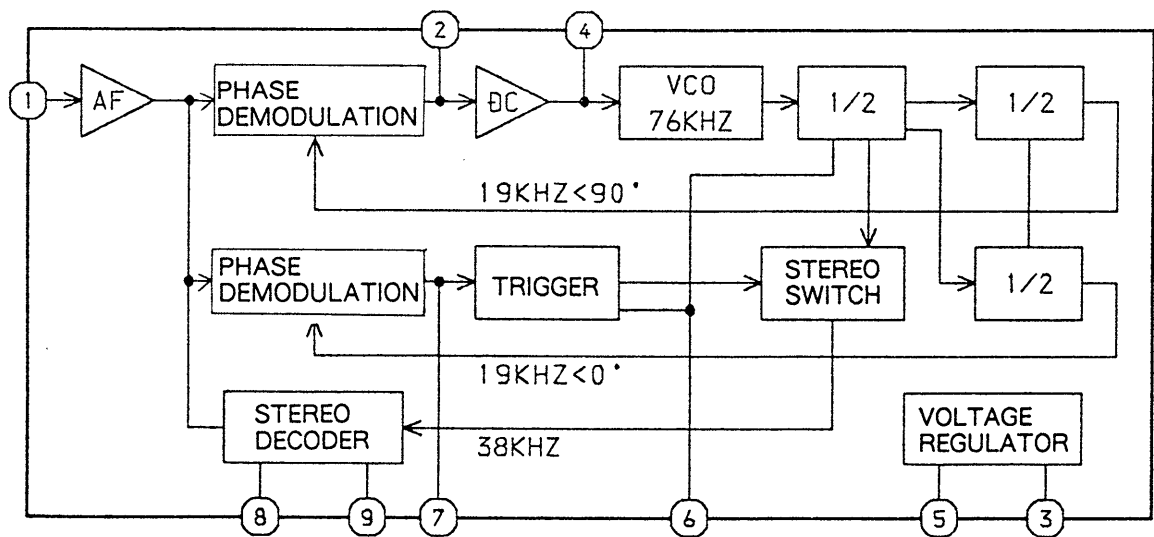 2
4
1
AF
PHASE
DEMODULATION
DC
VCO
76KHZ
1/2
1/2
19KHZ<90°
PHASE
DEMODULATION
TRIGGER
STEREO
SWITCH
1/2
19KHZ<0°
STEREO
DECODER
38KHZ
VOLTAGE
REGULATOR
8
9
7
6
5
3